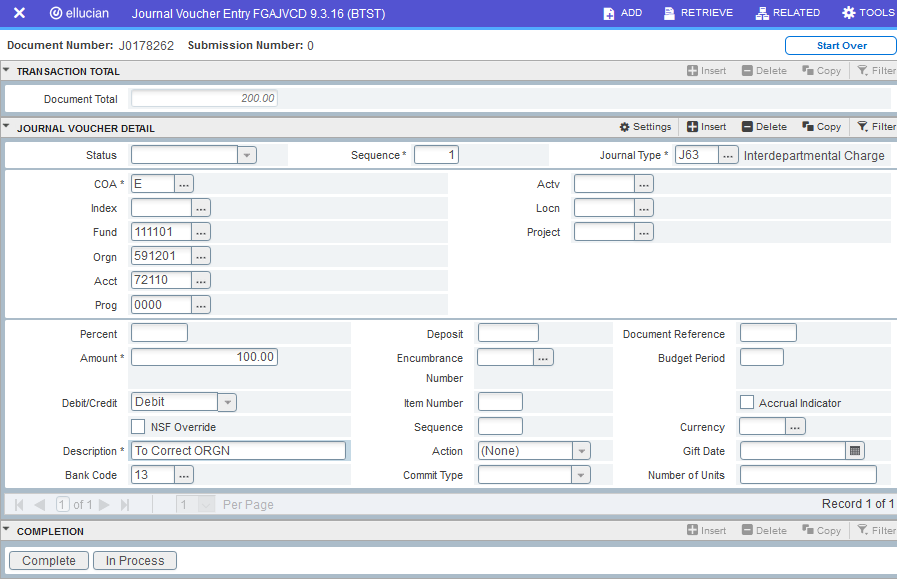 ellucian Journal Voucher Entry FGAJVCD 9.3.16 (BTST) ADD RETRIEVE RELATED TOOLS
Document Number: J0178262 Submission Number: 0 Start Over
TRANSACTION TOTAL Insert Delete Copy Filter
Document Total 200.00
JOURNAL VOUCHER DETAIL Settings Insert Delete Copy Filter
Status Sequence * 1 Journal Type * J63 ... Interdepartmental Charge
COA * E ... Actv ...
Index ... Locn ...
Fund 111101 ... Project ...
Orgn 591201 ...
Acct 72110 ...
Prog 0000 ...
Percent Deposit Document Reference
Amount * 100.00 Encumbrance ... Budget Period
Number
Debit/Credit Debit Item Number Accrual Indicator
NSF Override Sequence Currency ...
Description * To Correct ORGN Action (None) Gift Date
Bank Code 13 ... Commit Type Number of Units
1 of 1 1 Per Page Record 1 of 1
COMPLETION Insert Delete Copy Filter
Complete In Process